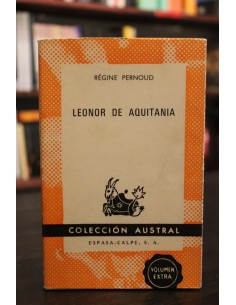 RÉGINE PERNOUD
LEONOR DE AQUITANIA
COLECCIÓN AUSTRAL
ESPASA-CALPE, S. A.
VOLUMEN
EXTRA